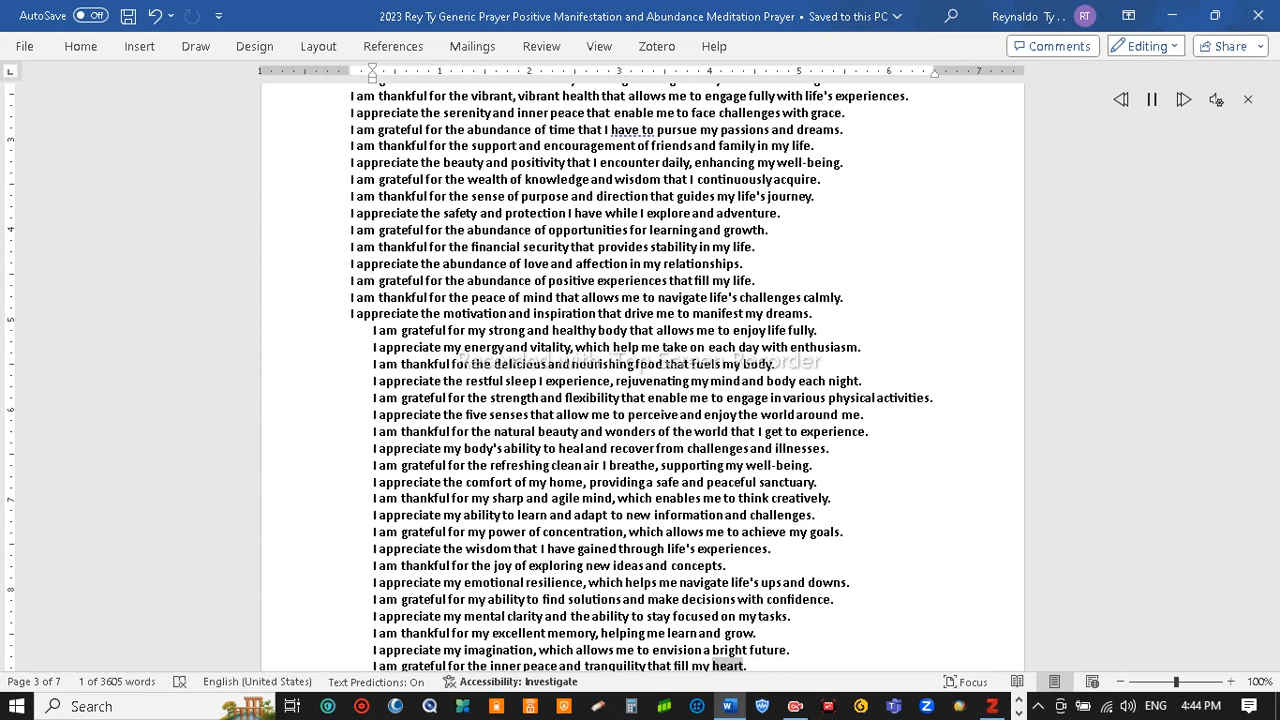 AutoSave Off 2023 Rey Ty Generic Prayer Positive Manifestation and Abundance Meditation Prayer • Saved to this PC Reynaldo Ty .. RT
File Home Insert Draw Design Layout References Mailings Review View Zotero Help Comments Editing Share
1 1 2 3 4 5 6 7
I am thankful for the vibrant, vibrant health that allows me to engage fully with life's experiences.
I appreciate the serenity and inner peace that enable me to face challenges with grace.
I am grateful for the abundance of time that I have to pursue my passions and dreams.
I am thankful for the support and encouragement of friends and family in my life.
I appreciate the beauty and positivity that I encounter daily, enhancing my well-being.
I am grateful for the wealth of knowledge and wisdom that I continuously acquire.
I am thankful for the sense of purpose and direction that guides my life's journey.
I appreciate the safety and protection I have while I explore and adventure.
I am grateful for the abundance of opportunities for learning and growth.
I am thankful for the financial security that provides stability in my life.
I appreciate the abundance of love and affection in my relationships.
I am grateful for the abundance of positive experiences that fill my life.
I am thankful for the peace of mind that allows me to navigate life's challenges calmly.
I appreciate the motivation and inspiration that drive me to manifest my dreams.
I am grateful for my strong and healthy body that allows me to enjoy life fully.
I appreciate my energy and vitality, which help me take on each day with enthusiasm.
Recorded with iTop Screen Recorder
I am thankful for the delicious and nourishing food that fuels my body.
I appreciate the restful sleep I experience, rejuvenating my mind and body each night.
I am grateful for the strength and flexibility that enable me to engage in various physical activities.
I appreciate the five senses that allow me to perceive and enjoy the world around me.
I am thankful for the natural beauty and wonders of the world that I get to experience.
I appreciate my body's ability to heal and recover from challenges and illnesses.
I am grateful for the refreshing clean air I breathe, supporting my well-being.
I appreciate the comfort of my home, providing a safe and peaceful sanctuary.
I am thankful for my sharp and agile mind, which enables me to think creatively.
I appreciate my ability to learn and adapt to new information and challenges.
I am grateful for my power of concentration, which allows me to achieve my goals.
I appreciate the wisdom that I have gained through life's experiences.
I am thankful for the joy of exploring new ideas and concepts.
I appreciate my emotional resilience, which helps me navigate life's ups and downs.
I am grateful for my ability to find solutions and make decisions with confidence.
I appreciate my mental clarity and the ability to stay focused on my tasks.
I am thankful for my excellent memory, helping me learn and grow.
I appreciate my imagination, which allows me to envision a bright future.
I am grateful for the inner peace and tranquility that fill my heart.
Page 3 of 7 1 of 3605 words English (United States) Text Predictions: On Accessibility: Investigate Focus 100%
Search 4:44 PM